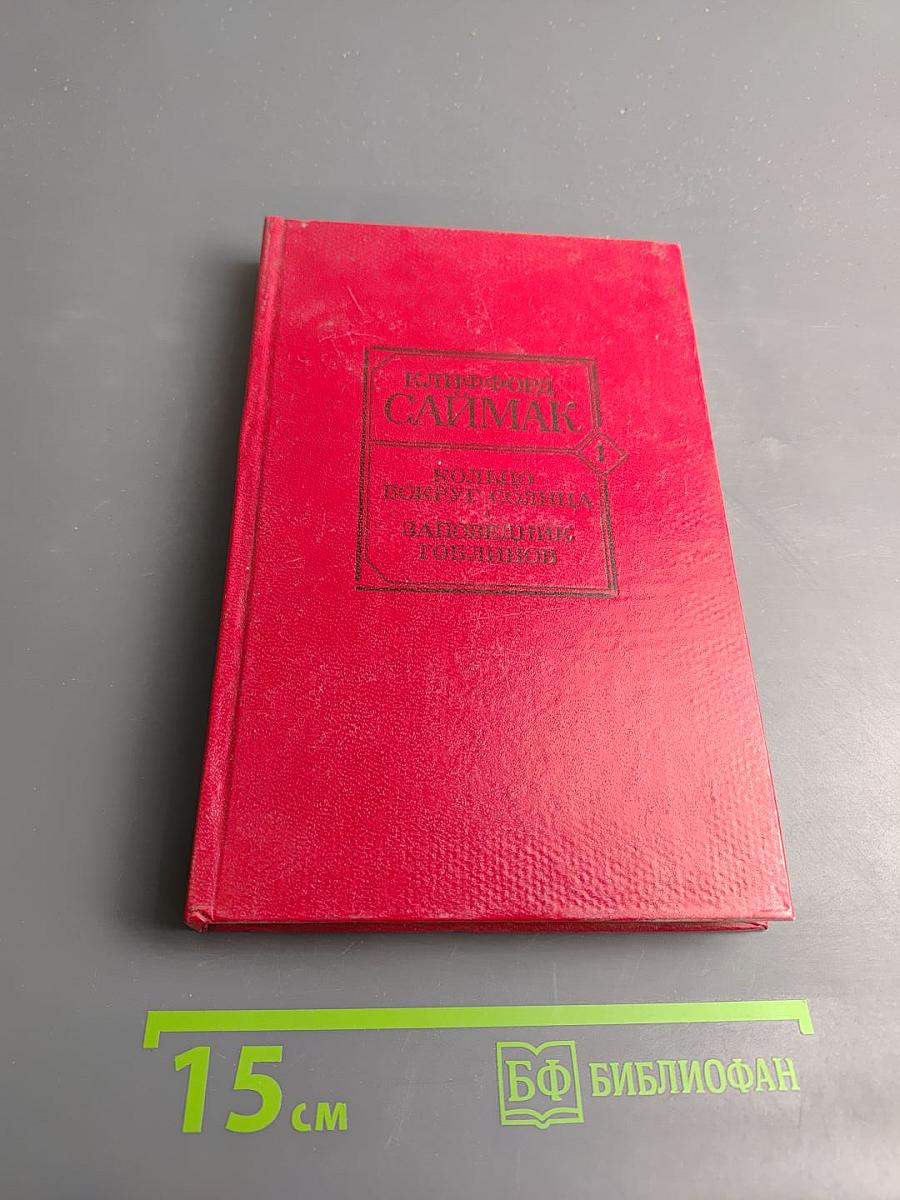 КЛИФФОРД
САЙМАК
1
КОЛЬЦО
ВОКРУГ СОЛНЦА
ЗАПОВЕДНИК
ГОБЛИНОВ
15 см
БФ БИБЛИОФАН